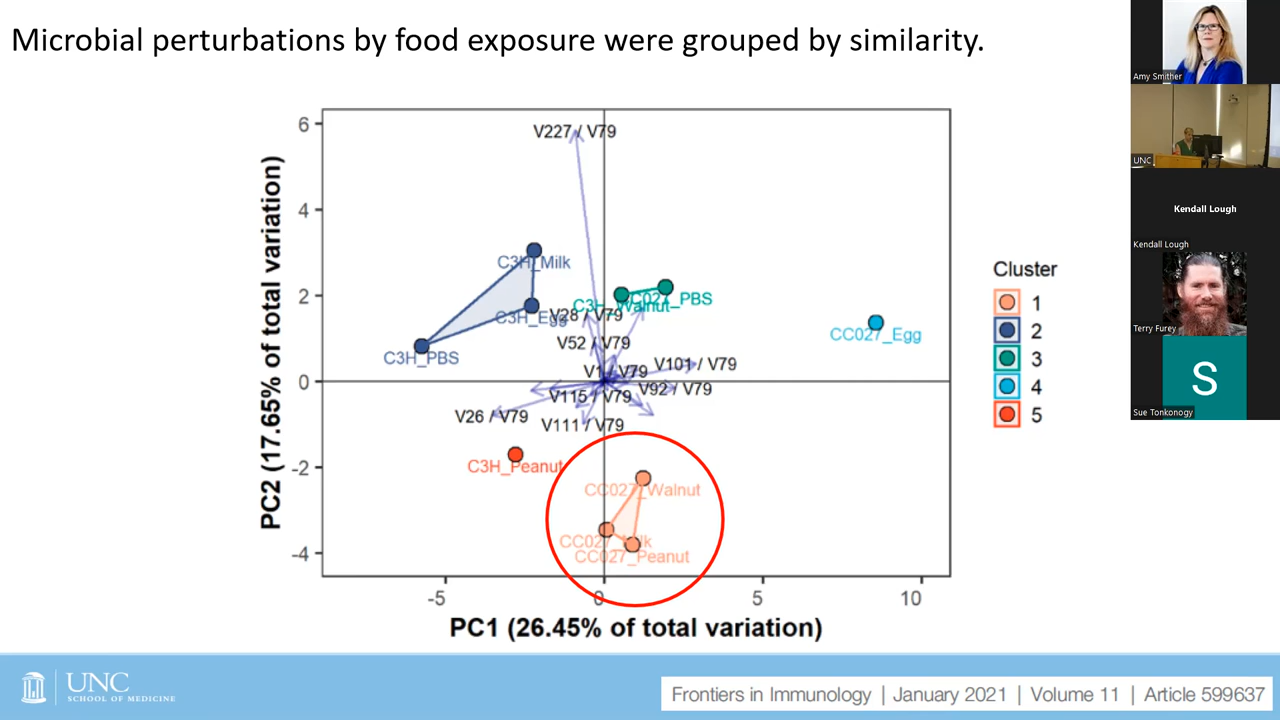 Microbial perturbations by food exposure were grouped by similarity.
Amy Smither
UNC
Kendall Lough
Kendall Lough
Terry Furey
S
Sue Tonkonogy
PC2 (17.65% of total variation)
6
4
2
0
-2
-4
V227 / V79
C3H_Milk
C3H_Egg
C3H_PBS
C3H_Walnut
CC027_PBS
V28 / V79
V52 / V79
V1 / V79
V101 / V79
V92 / V79
V115 / V79
V26 / V79
V111 / V79
CC027_Egg
C3H_Peanut
CC027_Walnut
CC027_Milk
CC027_Peanut
-5
0
5
10
PC1 (26.45% of total variation)
Cluster
1
2
3
4
5
UNC
SCHOOL OF MEDICINE
Frontiers in Immunology | January 2021 | Volume 11 | Article 599637